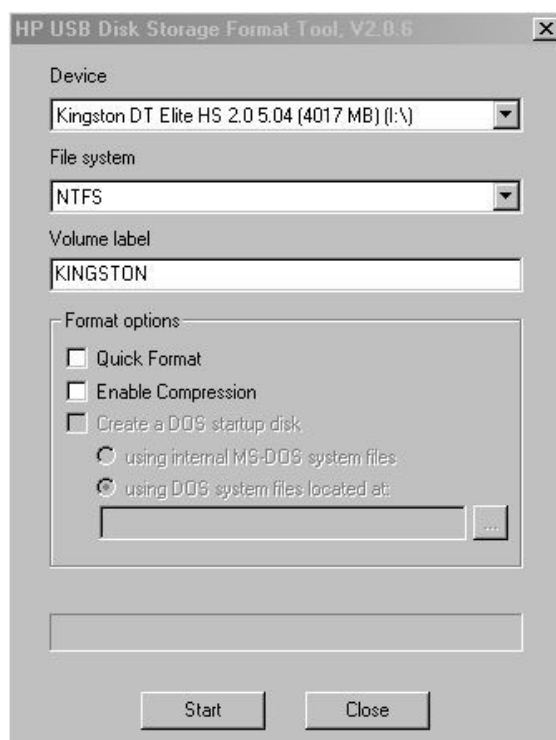 HP USB Disk Storage Format Tool, V2.0.6
Device
Kingston DT Elite HS 2.0 5.04 (4017 MB) (I:\)
File system
NTFS
Volume label
KINGSTON
Format options
Quick Format
Enable Compression
Create a DOS startup disk
using internal MS-DOS system files
using DOS system files located at:
...
Start Close